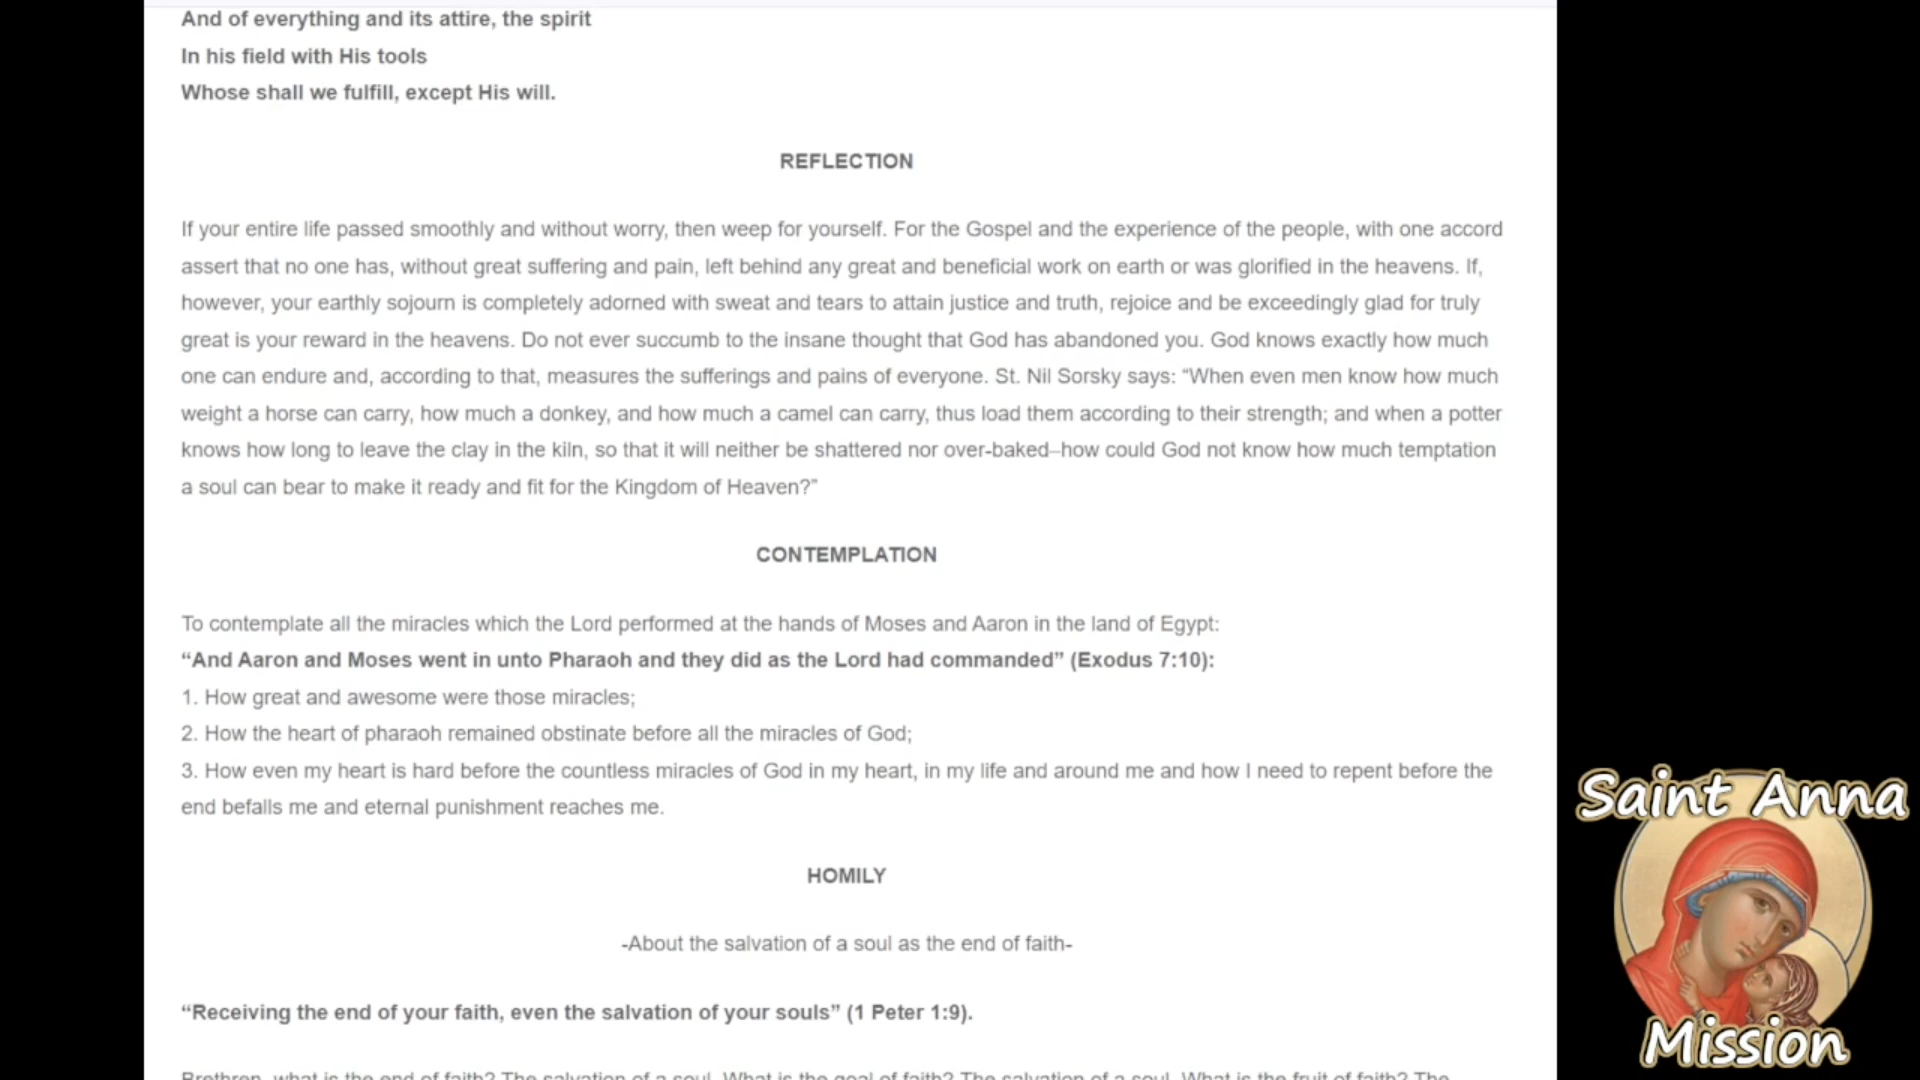 And of everything and its attire, the spirit
In his field with His tools
Whose shall we fulfill, except His will.
REFLECTION
If your entire life passed smoothly and without worry, then weep for yourself. For the Gospel and the experience of the people, with one accord
assert that no one has, without great suffering and pain, left behind any great and beneficial work on earth or was glorified in the heavens. If,
however, your earthly sojourn is completely adorned with sweat and tears to attain justice and truth, rejoice and be exceedingly glad for truly
great is your reward in the heavens. Do not ever succumb to the insane thought that God has abandoned you. God knows exactly how much
one can endure and, according to that, measures the sufferings and pains of everyone. St. Nil Sorsky says: “When even men know how much
weight a horse can carry, how much a donkey, and how much a camel can carry, thus load them according to their strength; and when a potter
knows how long to leave the clay in the kiln, so that it will neither be shattered nor over-baked–how could God not know how much temptation
a soul can bear to make it ready and fit for the Kingdom of Heaven?”
CONTEMPLATION
To contemplate all the miracles which the Lord performed at the hands of Moses and Aaron in the land of Egypt:
“And Aaron and Moses went in unto Pharaoh and they did as the Lord had commanded” (Exodus 7:10):
1. How great and awesome were those miracles;
2. How the heart of pharaoh remained obstinate before all the miracles of God;
3. How even my heart is hard before the countless miracles of God in my heart, in my life and around me and how I need to repent before the
end befalls me and eternal punishment reaches me.
HOMILY
-About the salvation of a soul as the end of faith-
“Receiving the end of your faith, even the salvation of your souls” (1 Peter 1:9).
Brethren, what is the end of faith? The salvation of a soul. What is the goal of faith? The salvation of a soul. What is the fruit of faith? The
Saint Anna
Mission